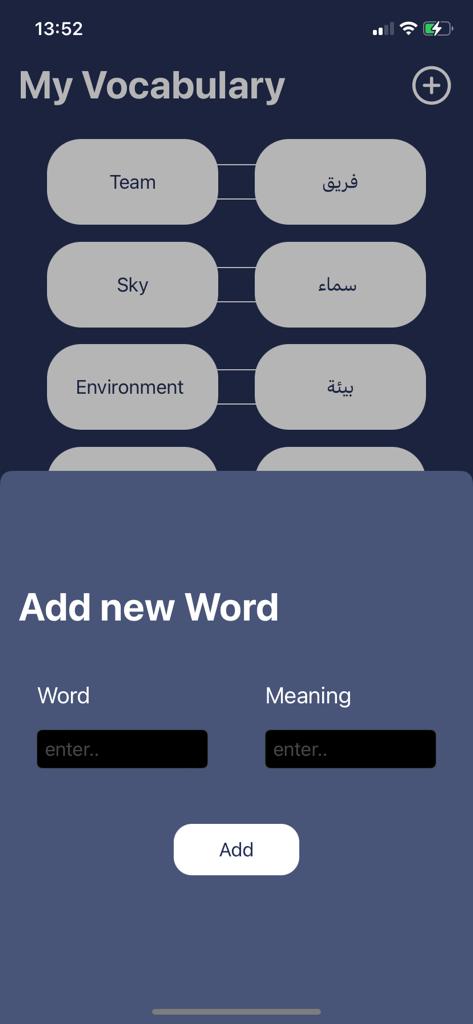 13:52
My Vocabulary
Team
فريق
Sky
سماء
Environment
بيئة
Add new Word
Word
Meaning
enter..
enter..
Add